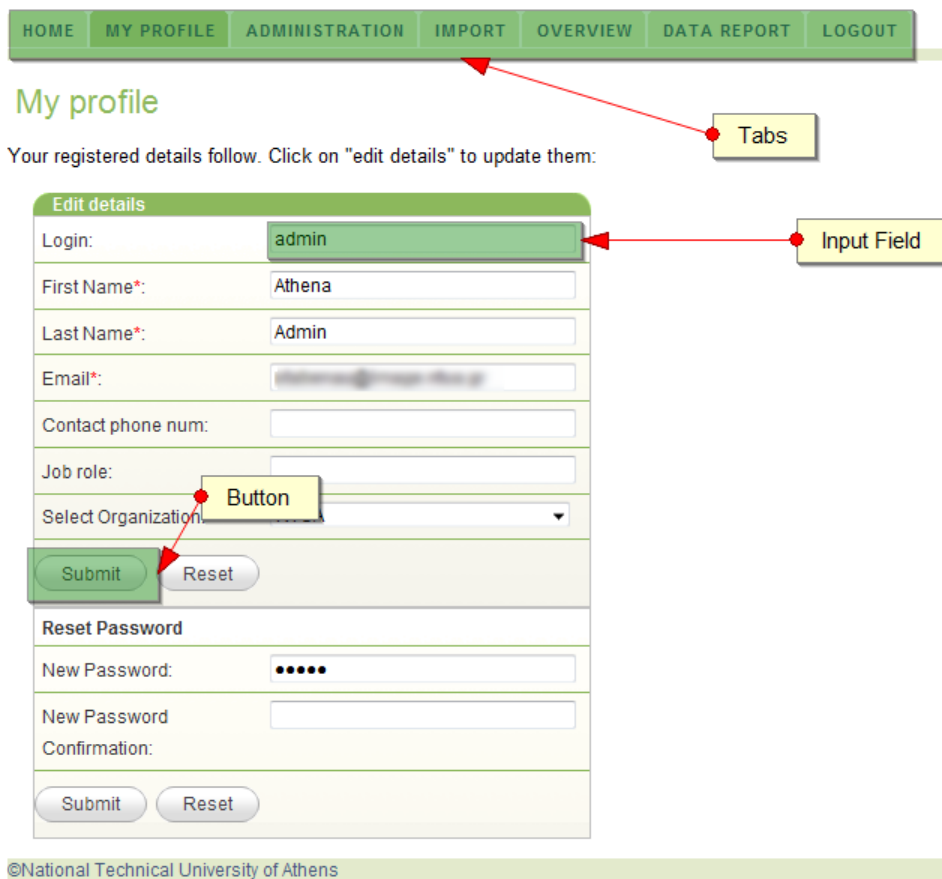 HOME MY PROFILE ADMINISTRATION IMPORT OVERVIEW DATA REPORT LOGOUT
My profile
Tabs
Your registered details follow. Click on "edit details" to update them:
Edit details
Login: admin
Input Field
First Name*: Athena
Last Name*: Admin
Email*:
Contact phone num:
Job role:
Button
Select Organization
Submit Reset
Reset Password
New Password: •••••
New Password
Confirmation:
Submit Reset
©National Technical University of Athens